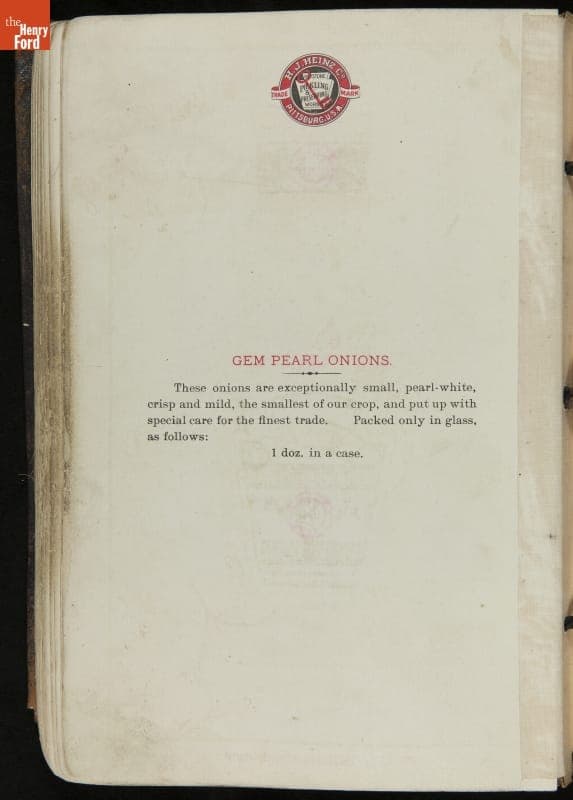 the
Henry
Ford
H.J. HEINZ CO
TRADE MARK
PICKLING
PITTSBURG, U.S.A.
GEM PEARL ONIONS.
These onions are exceptionally small, pearl-white,
crisp and mild, the smallest of our crop, and put up with
special care for the finest trade. Packed only in glass,
as follows:
1 doz. in a case.